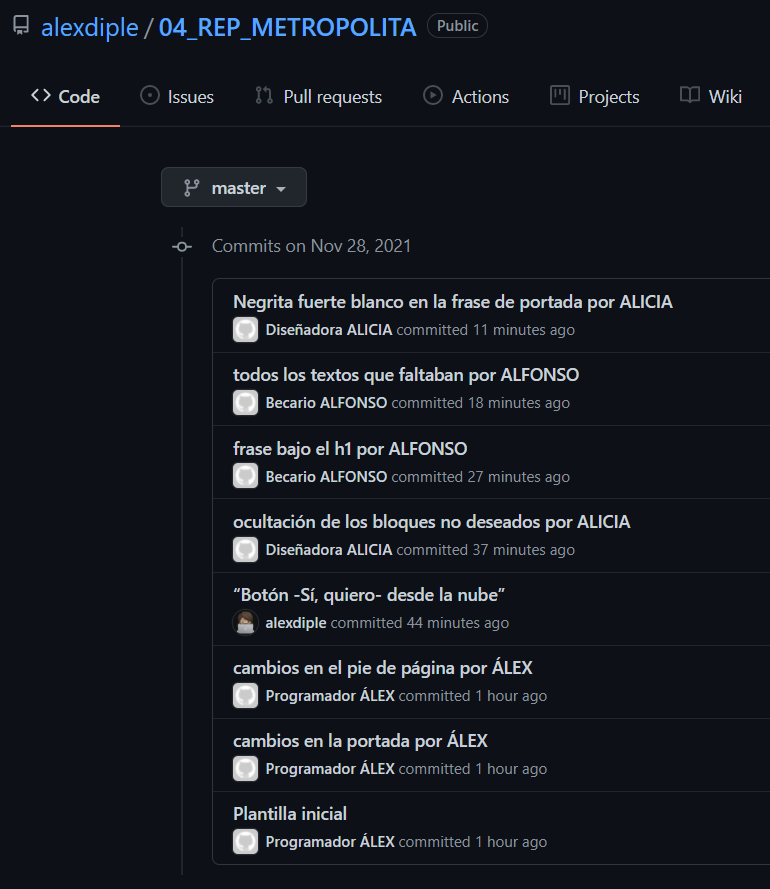 alexdiple / 04_REP_METROPOLITA Public
Code Issues Pull requests Actions Projects Wiki
master
Commits on Nov 28, 2021
Negrita fuerte blanco en la frase de portada por ALICIA
Diseñadora ALICIA committed 11 minutes ago
todos los textos que faltaban por ALFONSO
Becario ALFONSO committed 18 minutes ago
frase bajo el h1 por ALFONSO
Becario ALFONSO committed 27 minutes ago
ocultación de los bloques no deseados por ALICIA
Diseñadora ALICIA committed 37 minutes ago
“Botón -Sí, quiero- desde la nube”
alexdiple committed 44 minutes ago
cambios en el pie de página por ÁLEX
Programador ÁLEX committed 1 hour ago
cambios en la portada por ÁLEX
Programador ÁLEX committed 1 hour ago
Plantilla inicial
Programador ÁLEX committed 1 hour ago